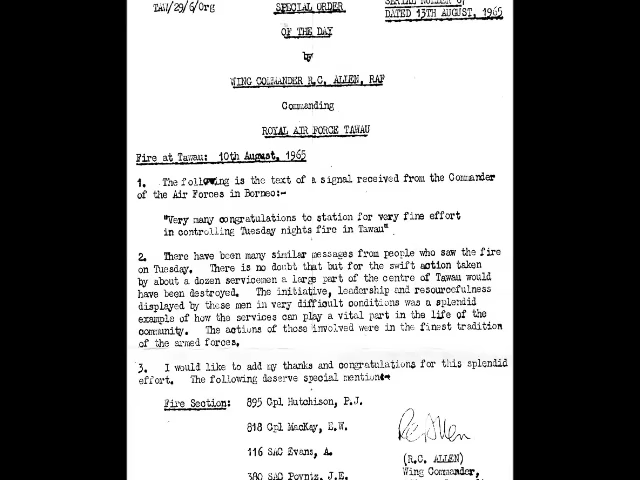 TAW/29/6/Org
SPECIAL ORDER
DATED 13TH AUGUST, 1965
OF THE DAY
by
WING COMMANDER R.C. ALLEN, RAF
Commanding
ROYAL AIR FORCE TAWAU
Fire at Tawau: 10th August, 1965
1. The following is the text of a signal received from the Commander
of the Air Forces in Borneo:-
"Very many congratulations to station for very fine effort
in controlling Tuesday nights fire in Tawau"
2. There have been many similar messages from people who saw the fire
on Tuesday. There is no doubt that but for the swift action taken
by about a dozen servicemen a large part of the centre of Tawau would
have been destroyed. The initiative, leadership and resourcefulness
displayed by these men in very difficult conditions was a splendid
example of how the services can play a vital part in the life of the
community. The actions of those involved were in the finest tradition
of the armed forces.
3. I would like to add my thanks and congratulations for this splendid
effort. The following deserve special mention:-
Fire Section: 895 Cpl Hutchison, P.J.
818 Cpl MacKay, E.W.
116 SAC Evans, A.
380 SAC Poyntz, J.E.
RCAllen
(R.C. ALLEN)
Wing Commander,